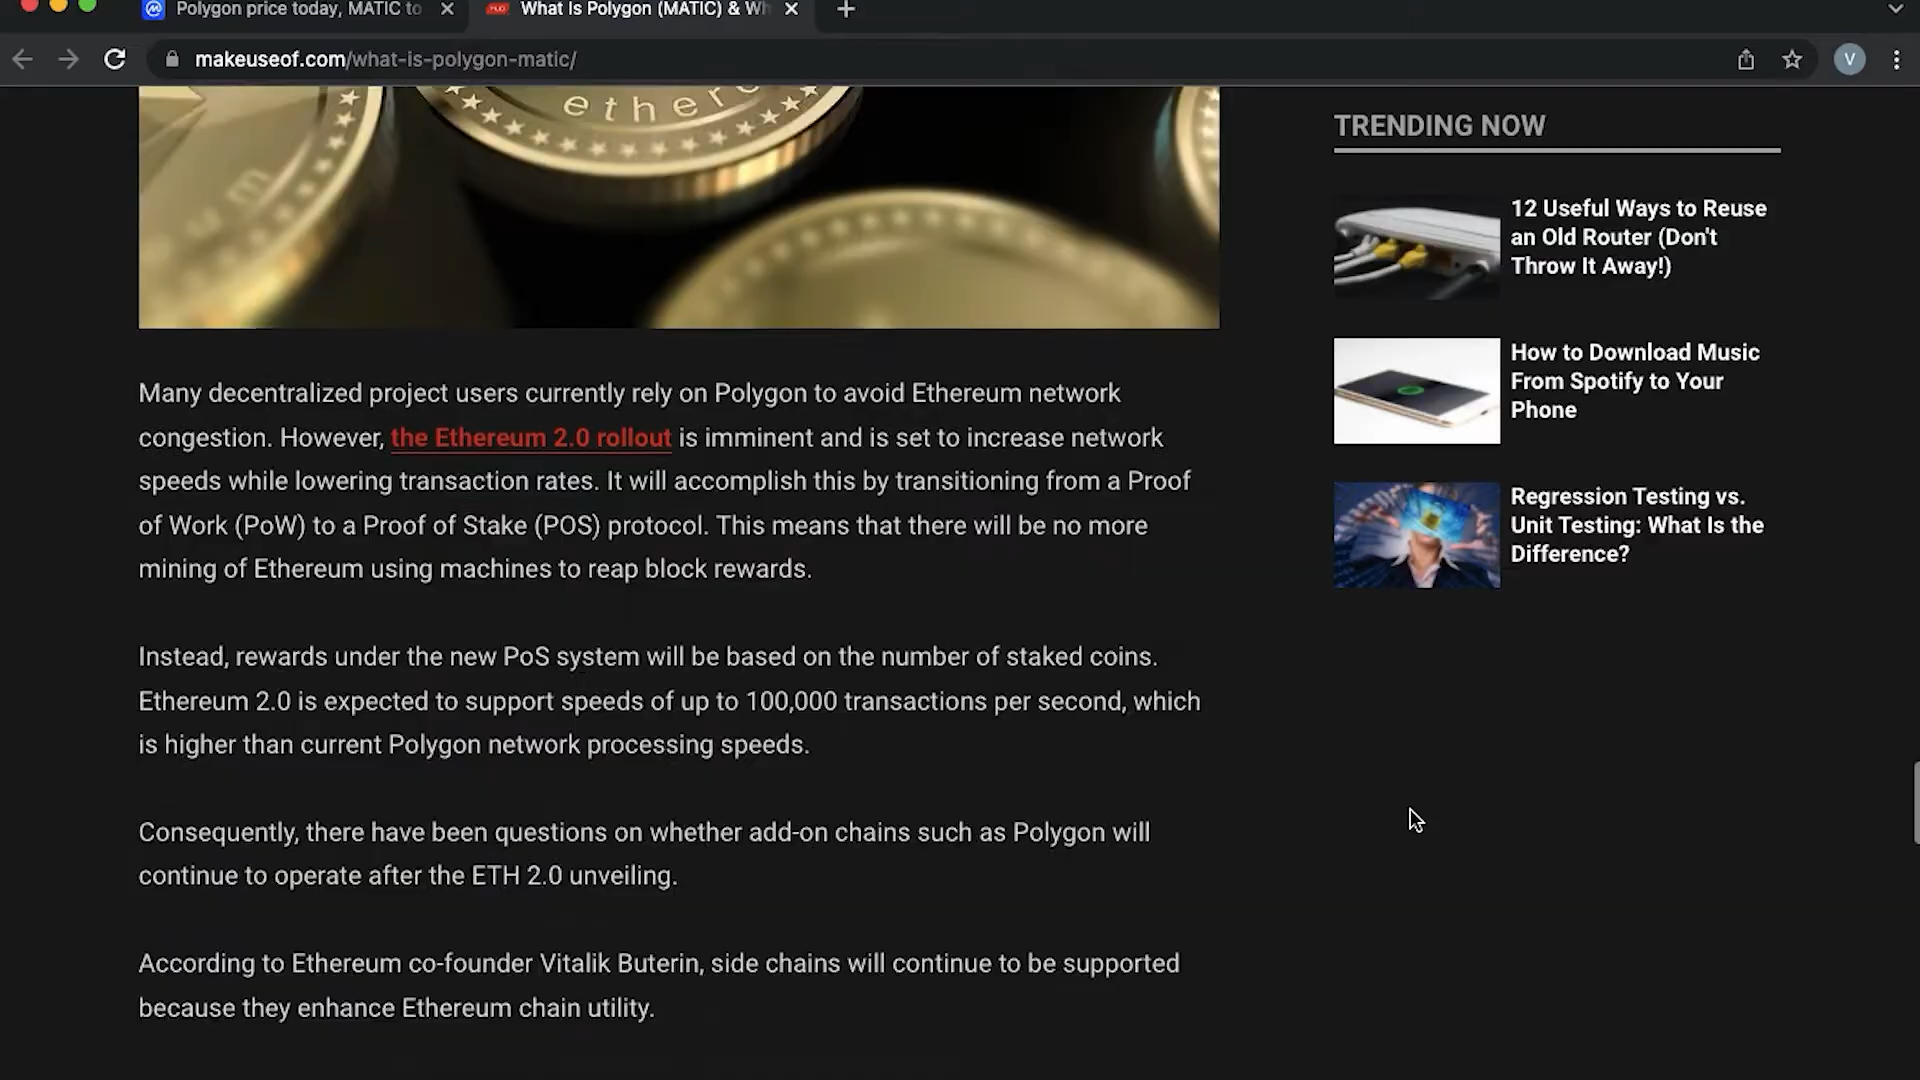 Polygon price today, MATIC to
What Is Polygon (MATIC) & Wh
makeuseof.com/what-is-polygon-matic/
V
ether
um
TRENDING NOW
12 Useful Ways to Reuse
an Old Router (Don't
Throw It Away!)
How to Download Music
From Spotify to Your
Phone
Regression Testing vs.
Unit Testing: What Is the
Difference?
Many decentralized project users currently rely on Polygon to avoid Ethereum network
congestion. However, the Ethereum 2.0 rollout is imminent and is set to increase network
speeds while lowering transaction rates. It will accomplish this by transitioning from a Proof
of Work (PoW) to a Proof of Stake (POS) protocol. This means that there will be no more
mining of Ethereum using machines to reap block rewards.
Instead, rewards under the new PoS system will be based on the number of staked coins.
Ethereum 2.0 is expected to support speeds of up to 100,000 transactions per second, which
is higher than current Polygon network processing speeds.
Consequently, there have been questions on whether add-on chains such as Polygon will
continue to operate after the ETH 2.0 unveiling.
According to Ethereum co-founder Vitalik Buterin, side chains will continue to be supported
because they enhance Ethereum chain utility.